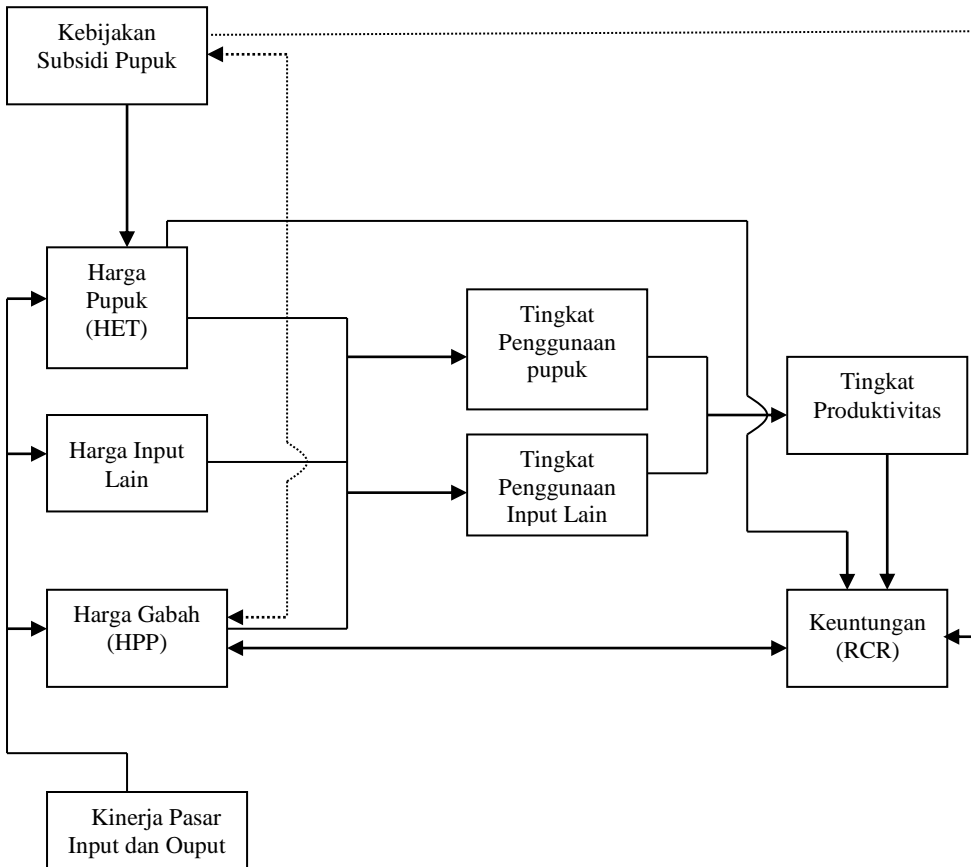 Kebijakan
Subsidi Pupuk
Harga
Pupuk
(HET)
Tingkat
Penggunaan
pupuk
Tingkat
Produktivitas
Harga Input
Lain
Tingkat
Penggunaan
Input Lain
Harga Gabah
(HPP)
Keuntungan
(RCR)
Kinerja Pasar
Input dan Ouput